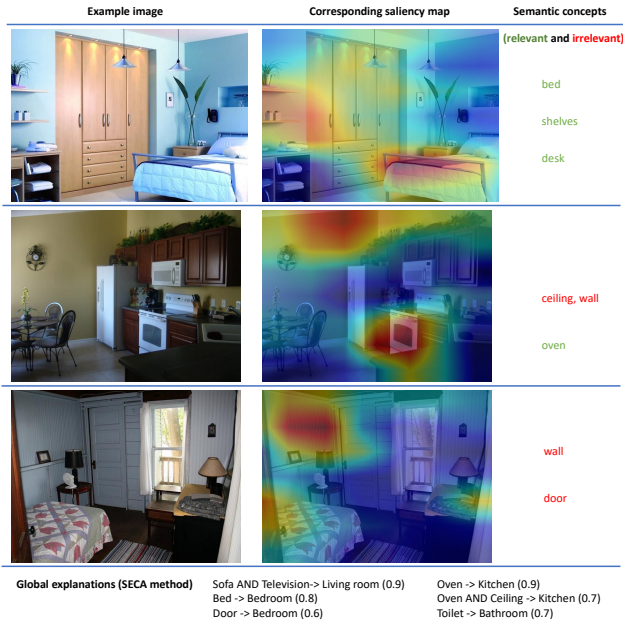 Example image
Corresponding saliency map
Semantic concepts
(relevant and irrelevant)
bed
shelves
desk
ceiling, wall
oven
wall
door
Global explanations (SECA method)
Sofa AND Television-> Living room (0.9)
Bed -> Bedroom (0.8)
Door -> Bedroom (0.6)
Oven -> Kitchen (0.9)
Oven AND Ceiling -> Kitchen (0.7)
Toilet -> Bathroom (0.7)